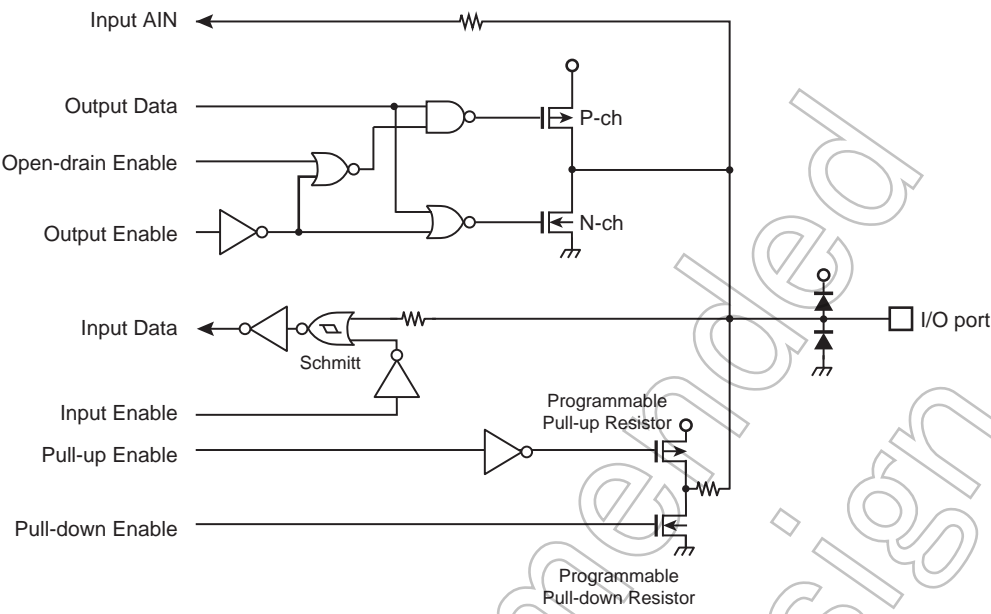 Input AIN
Output Data
P-ch
Open-drain Enable
Output Enable
N-ch
Input Data
I/O port
Schmitt
Input Enable
Programmable
Pull-up Resistor
Pull-up Enable
Pull-down Enable
Programmable
Pull-down Resistor